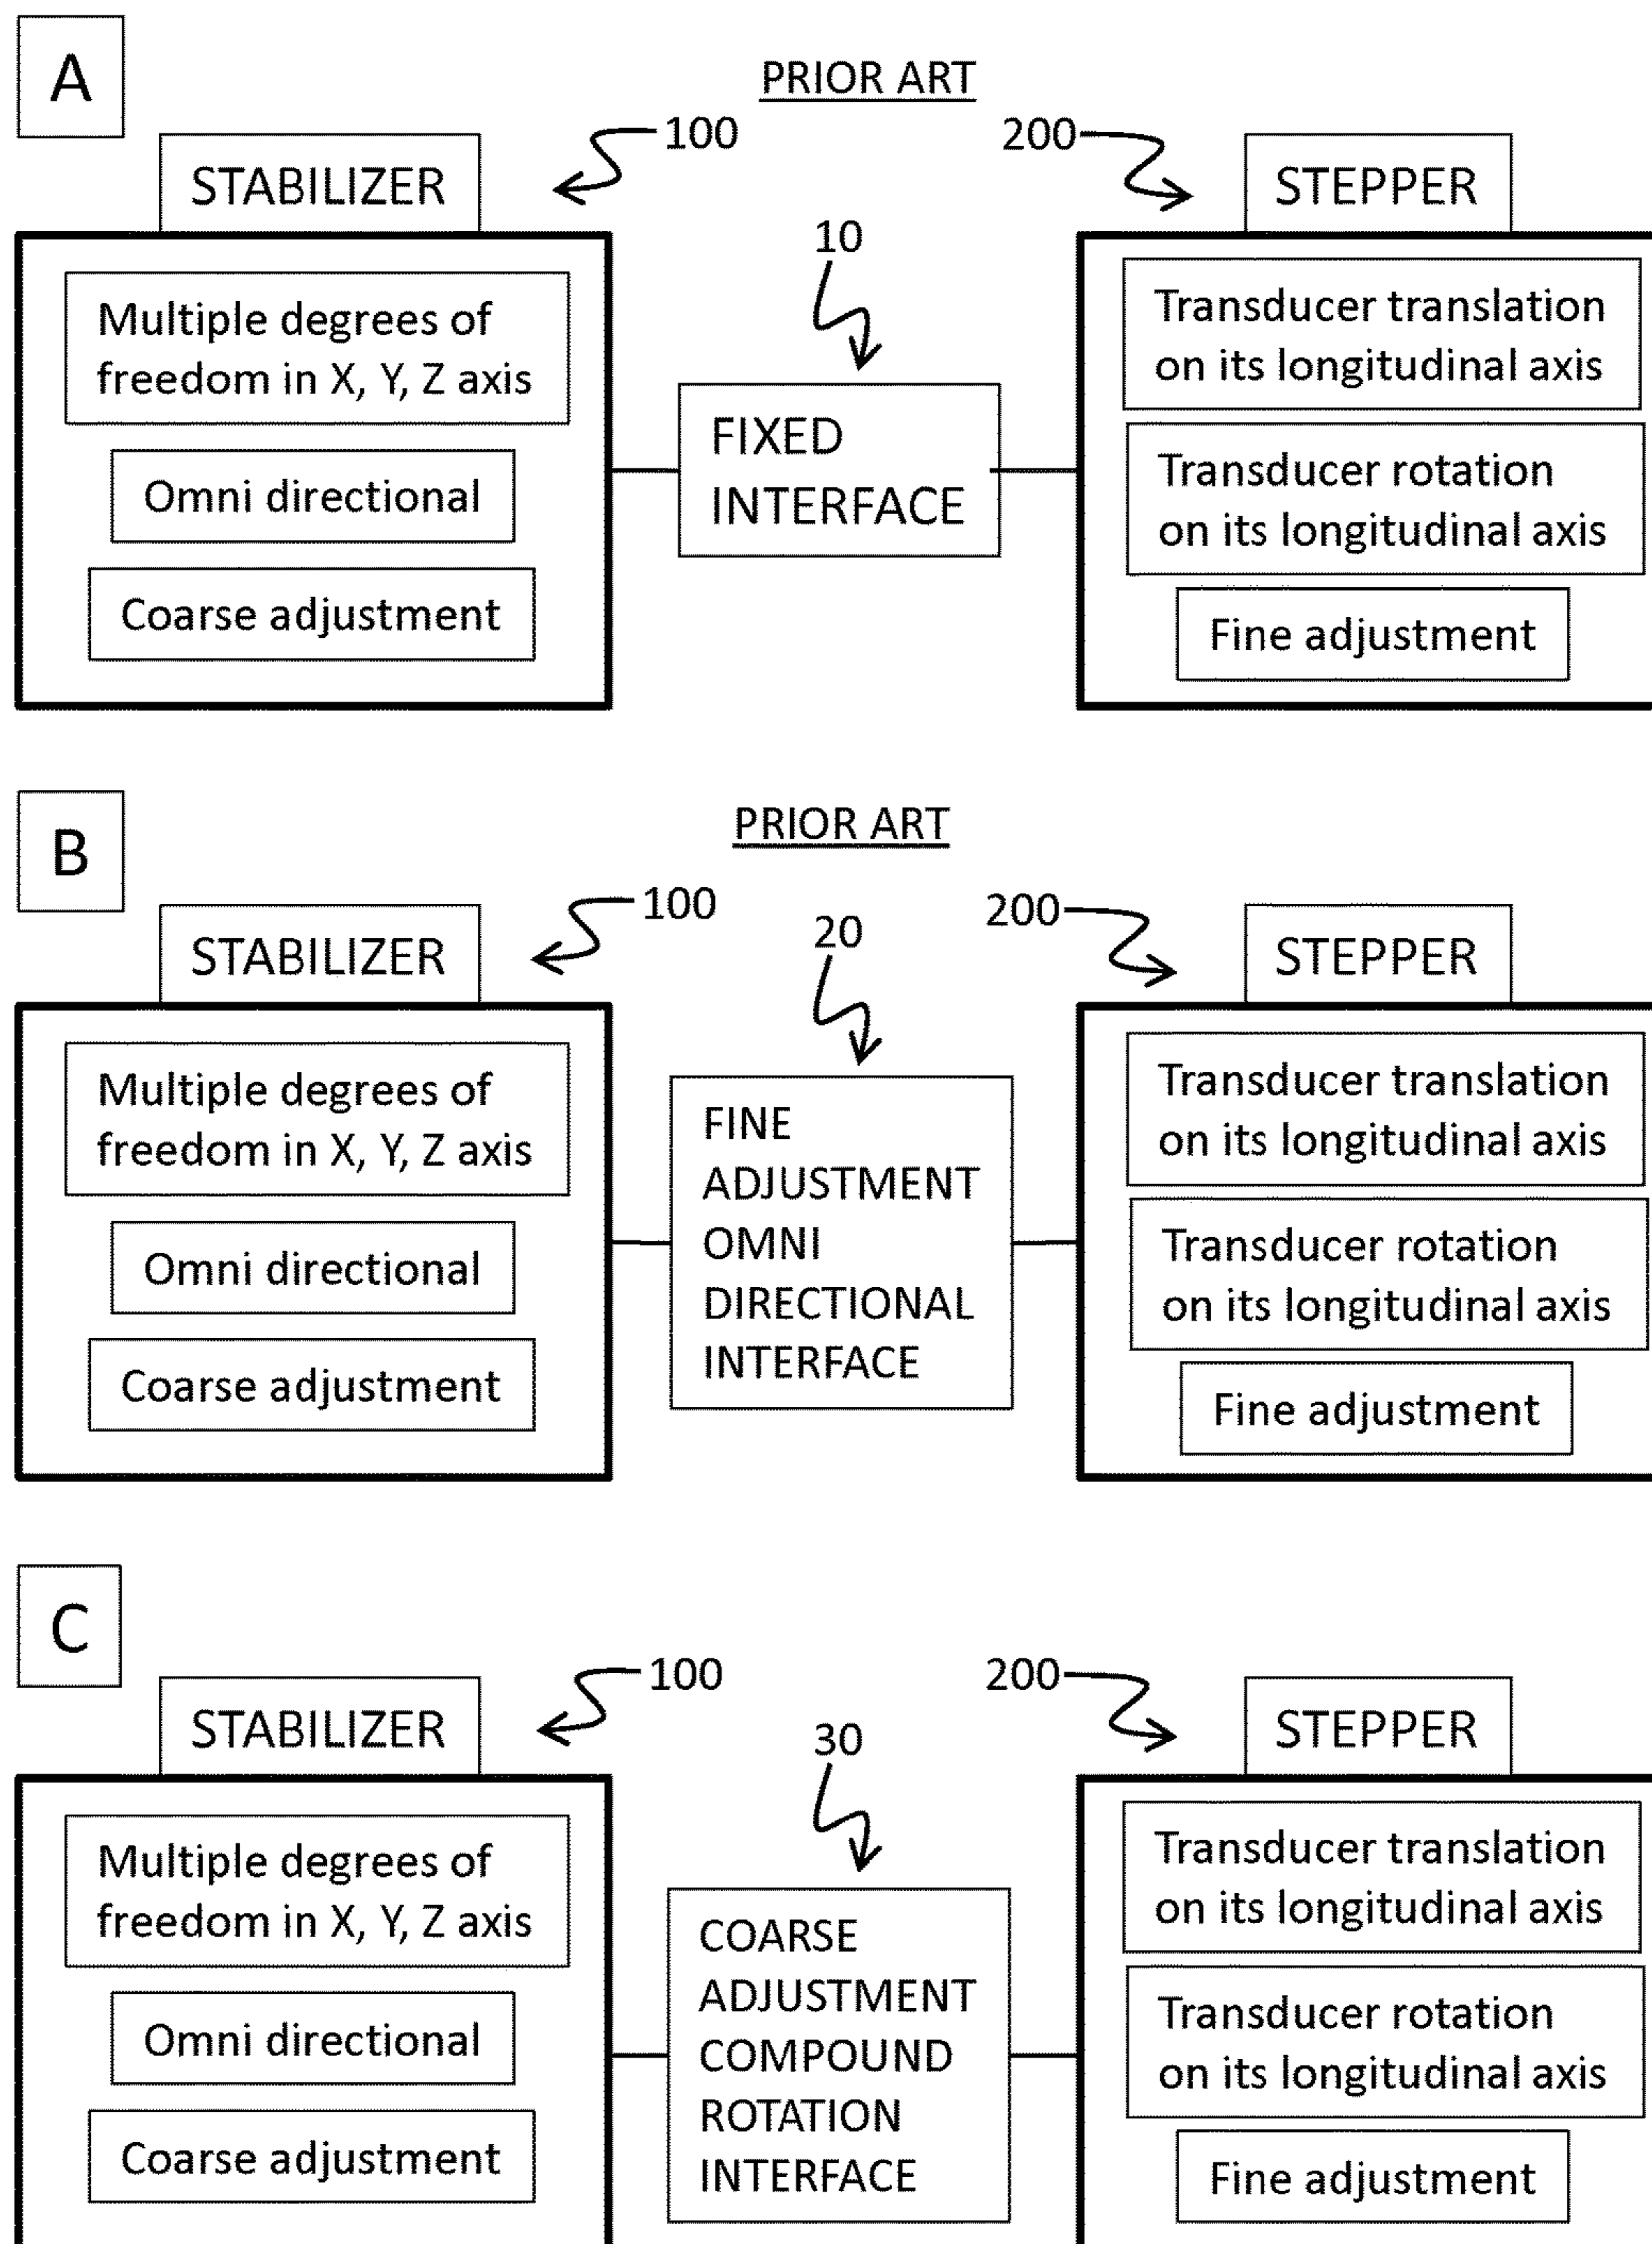 A
PRIOR ART
100
200
STABILIZER
STEPPER
10
Multiple degrees of
freedom in X, Y, Z axis
Omni directional
Coarse adjustment
FIXED
INTERFACE
Transducer translation
on its longitudinal axis
Transducer rotation
on its longitudinal axis
Fine adjustment
B
PRIOR ART
100
200
STABILIZER
STEPPER
20
Multiple degrees of
freedom in X, Y, Z axis
Omni directional
Coarse adjustment
FINE
ADJUSTMENT
OMNI
DIRECTIONAL
INTERFACE
Transducer translation
on its longitudinal axis
Transducer rotation
on its longitudinal axis
Fine adjustment
C
100
200
STABILIZER
STEPPER
30
Multiple degrees of
freedom in X, Y, Z axis
Omni directional
Coarse adjustment
COARSE
ADJUSTMENT
COMPOUND
ROTATION
INTERFACE
Transducer translation
on its longitudinal axis
Transducer rotation
on its longitudinal axis
Fine adjustment